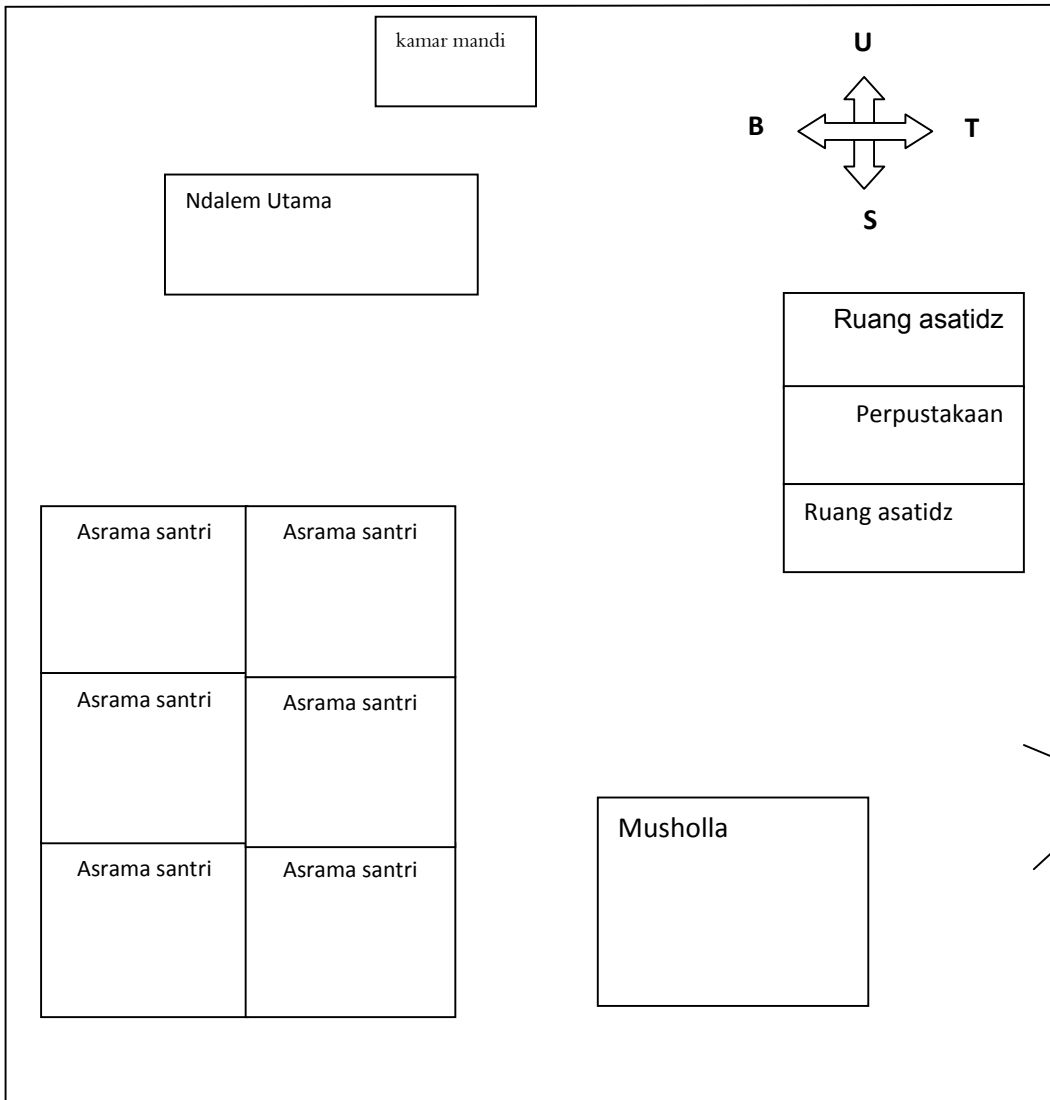 kamar mandi
U
B
T
S
Ndalem Utama
Ruang asatidz
Perpustakaan
Ruang asatidz
Asrama santri
Asrama santri
Asrama santri
Asrama santri
Musholla
Asrama santri
Asrama santri